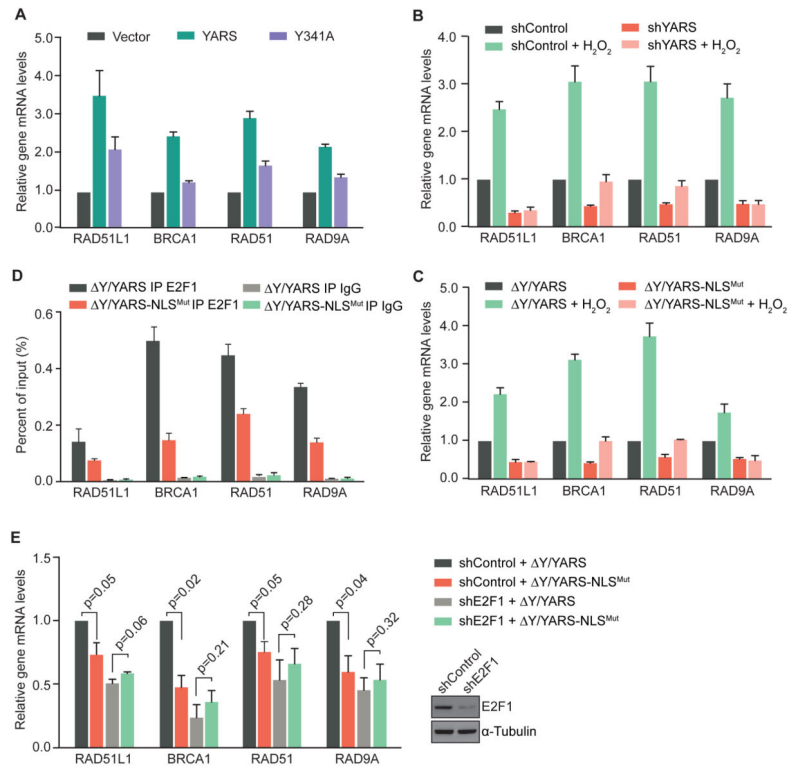 A
Vector YARS Y341A
Relative gene mRNA levels
5.0
4.0
3.0
2.0
1.0
0.0
RAD51L1 BRCA1 RAD51 RAD9A
B
shControl shYARS
shControl + H₂O₂ shYARS + H₂O₂
Relative gene mRNA levels
4.0
3.0
2.0
1.0
0.0
RAD51L1 BRCA1 RAD51 RAD9A
D
ΔY/YARS IP E2F1 ΔY/YARS IP IgG
ΔY/YARS-NLSᴹᵘᵗ IP E2F1 ΔY/YARS-NLSᴹᵘᵗ IP IgG
Percent of input (%)
0.6
0.4
0.2
0.0
RAD51L1 BRCA1 RAD51 RAD9A
C
ΔY/YARS ΔY/YARS-NLSᴹᵘᵗ
ΔY/YARS + H₂O₂ ΔY/YARS-NLSᴹᵘᵗ + H₂O₂
Relative gene mRNA levels
5.0
4.0
3.0
2.0
1.0
0.0
RAD51L1 BRCA1 RAD51 RAD9A
E
Relative gene mRNA levels
1.5
1.0
0.5
0.0
p=0.05
p=0.06
p=0.02
p=0.21
p=0.05
p=0.28
p=0.04
p=0.32
RAD51L1 BRCA1 RAD51 RAD9A
shControl + ΔY/YARS
shControl + ΔY/YARS-NLSᴹᵘᵗ
shE2F1 + ΔY/YARS
shE2F1 + ΔY/YARS-NLSᴹᵘᵗ
shControl
shE2F1
E2F1
α-Tubulin